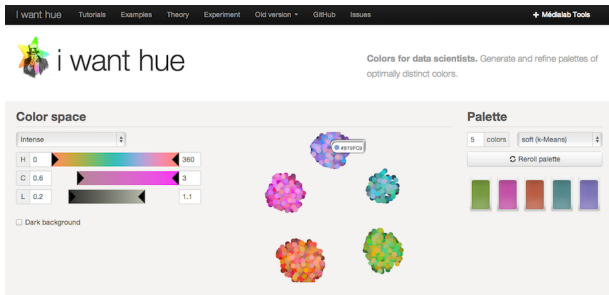 i want hue Tutorials Examples Theory Experiment Old version GitHub Issues + Médialab Tools
i want hue
Colors for data scientists. Generate and refine palettes of
optimally distinct colors.
Color space
Palette
Intense
5 colors soft (k-Means)
H 0 360
Reroll palette
C 0.6 3
L 0.2 1.1
Dark background